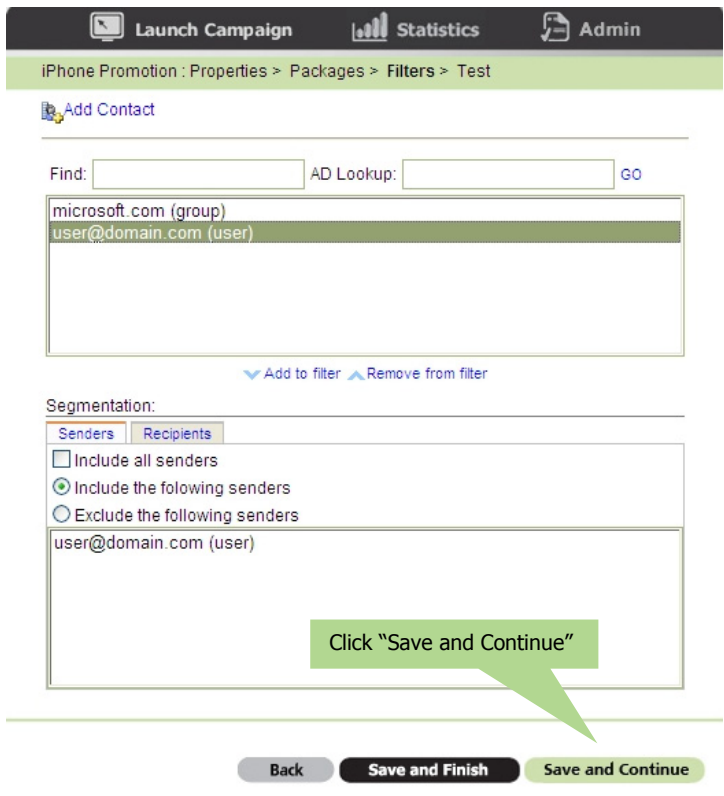 Launch Campaign Statistics Admin
iPhone Promotion : Properties > Packages > Filters > Test
Add Contact
Find: AD Lookup: GO
microsoft.com (group)
user@domain.com (user)
Add to filter Remove from filter
Segmentation:
Senders Recipients
Include all senders
Include the folowing senders
Exclude the following senders
user@domain.com (user)
Click “Save and Continue”
Back Save and Finish Save and Continue